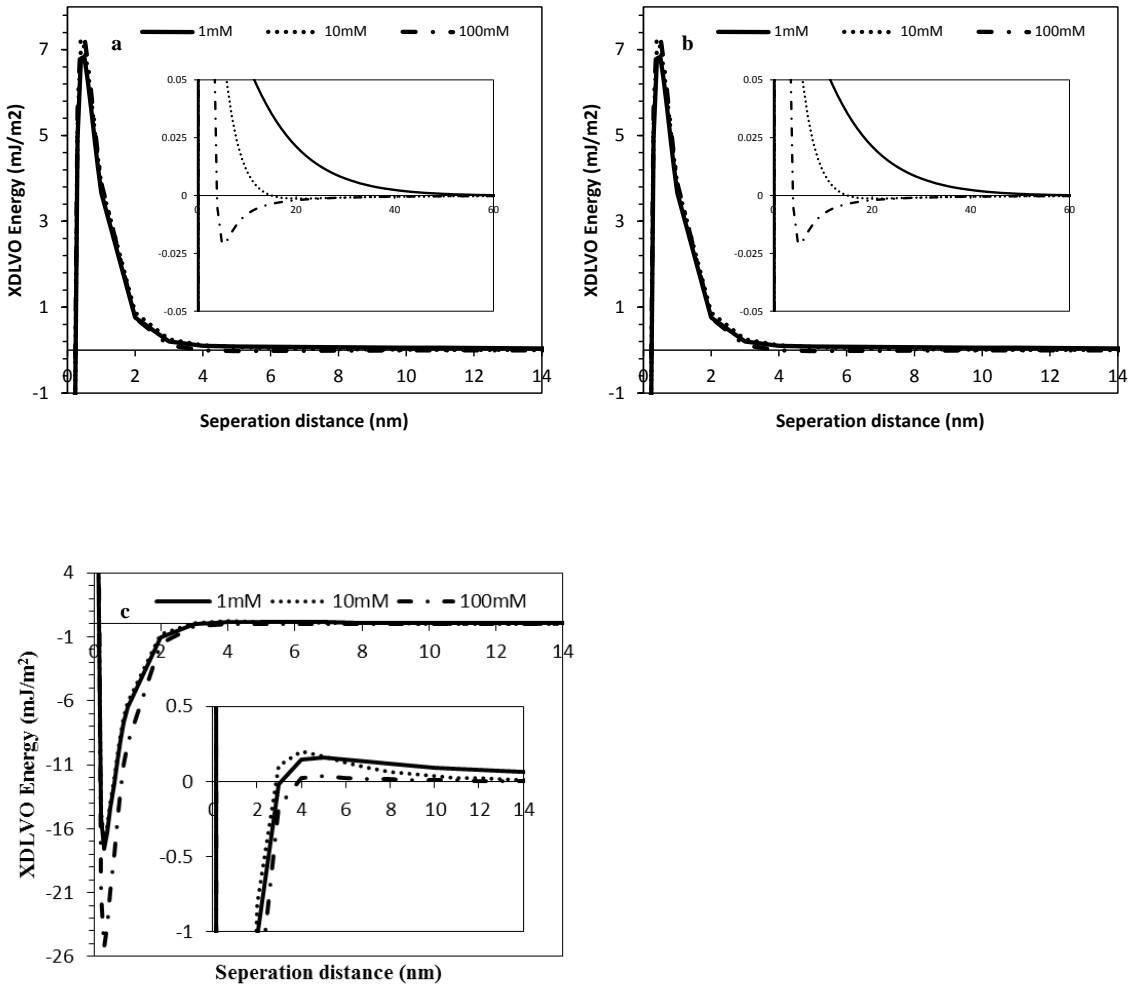 a
1mM 10mM 100mM
7
5
3
1
-1
XDLVO Energy (mJ/m2)
0.05
0.025
0
-0.025
-0.05
0 20 40 60
0 2 4 6 8 10 12 14
Seperation distance (nm)
b
1mM 10mM 100mM
7
5
3
1
-1
XDLVO Energy (mJ/m2)
0.05
0.025
0
-0.025
-0.05
0 20 40 60
0 2 4 6 8 10 12 14
Seperation distance (nm)
c
1mM 10mM 100mM
4
-1
-6
-11
-16
-21
-26
XDLVO Energy (mJ/m²)
0 2 4 6 8 10 12 14
0.5
0
-0.5
-1
0 2 4 6 8 10 12 14
Seperation distance (nm)